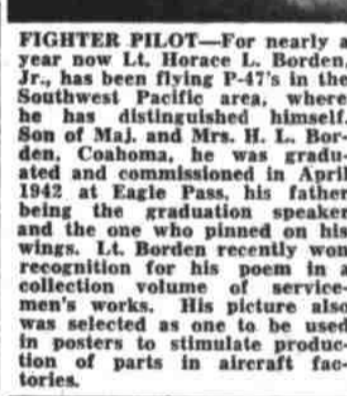 FIGHTER PILOT—For nearly a
year now Lt. Horace L. Borden,
Jr., has been flying P-47's in the
Southwest Pacific area, where
he has distinguished himself.
Son of Maj. and Mrs. H. L. Bor-
den, Coahoma, he was gradu-
ated and commissioned in April
1942 at Eagle Pass, his father
being the graduation speaker
and the one who pinned on his
wings. Lt. Borden recently won
recognition for his poem in a
collection volume of service-
men's works. His picture also
was selected as one to be used
in posters to stimulate produc-
tion of parts in aircraft fac-
tories.